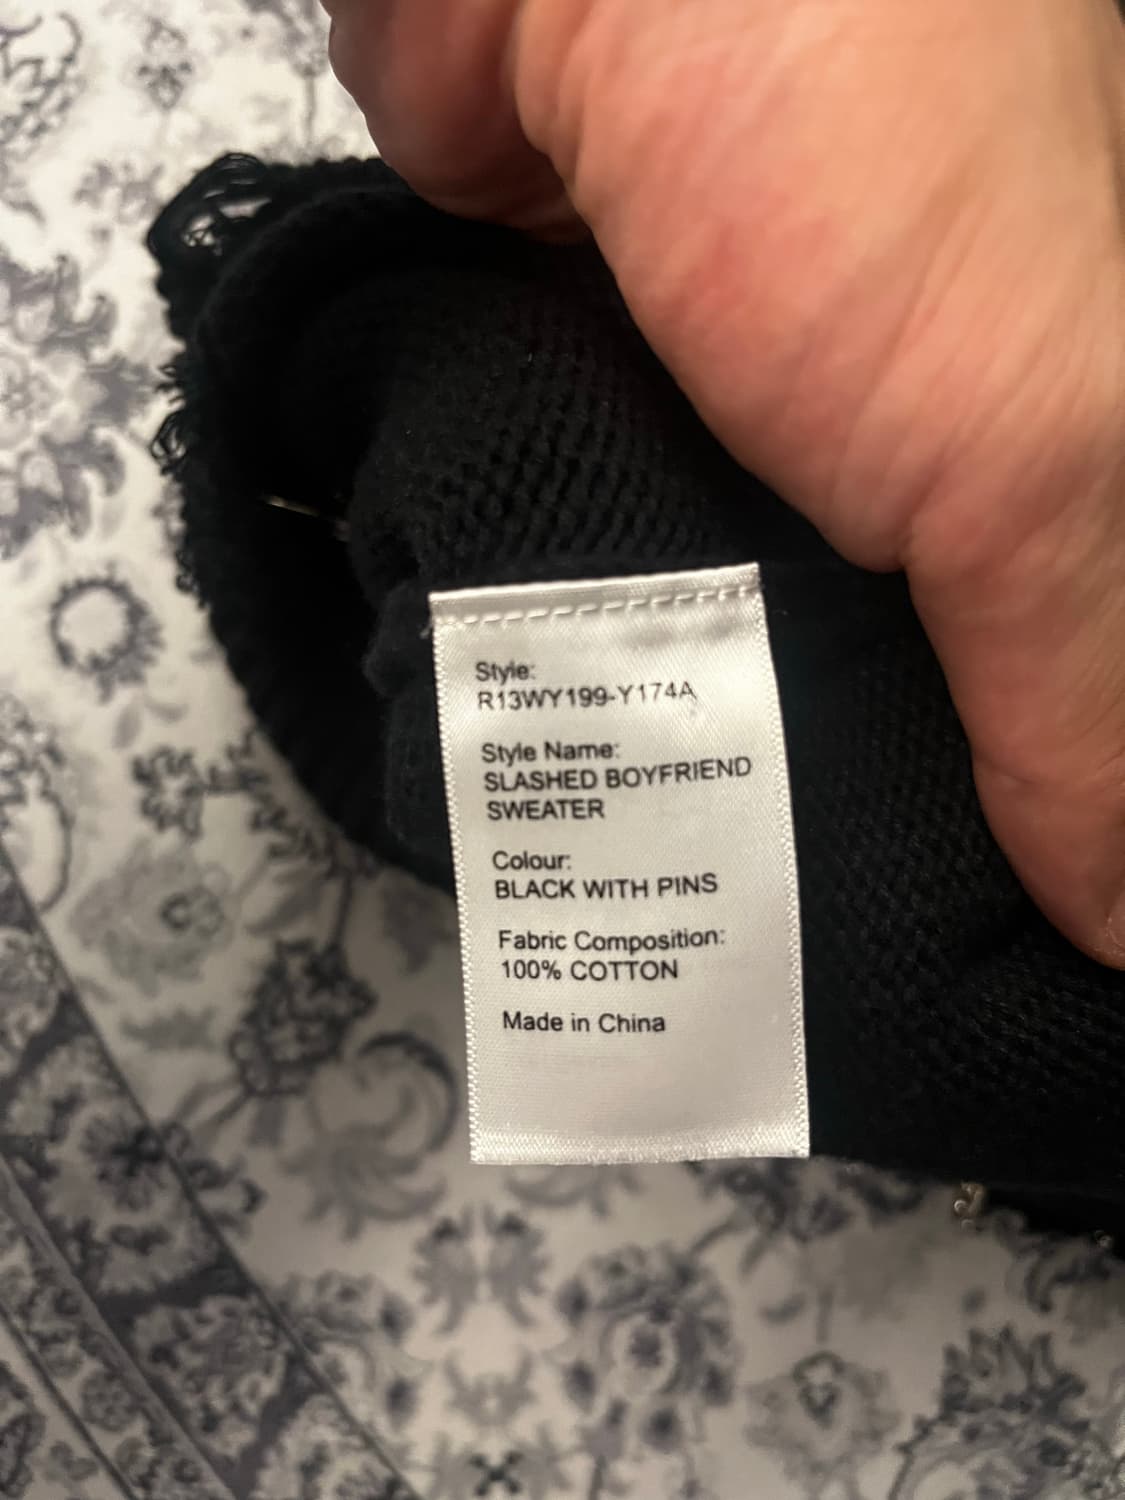 Style:
R13WY199-Y174A
Style Name:
SLASHED BOYFRIEND
SWEATER
Colour:
BLACK WITH PINS
Fabric Composition:
100% COTTON
Made in China